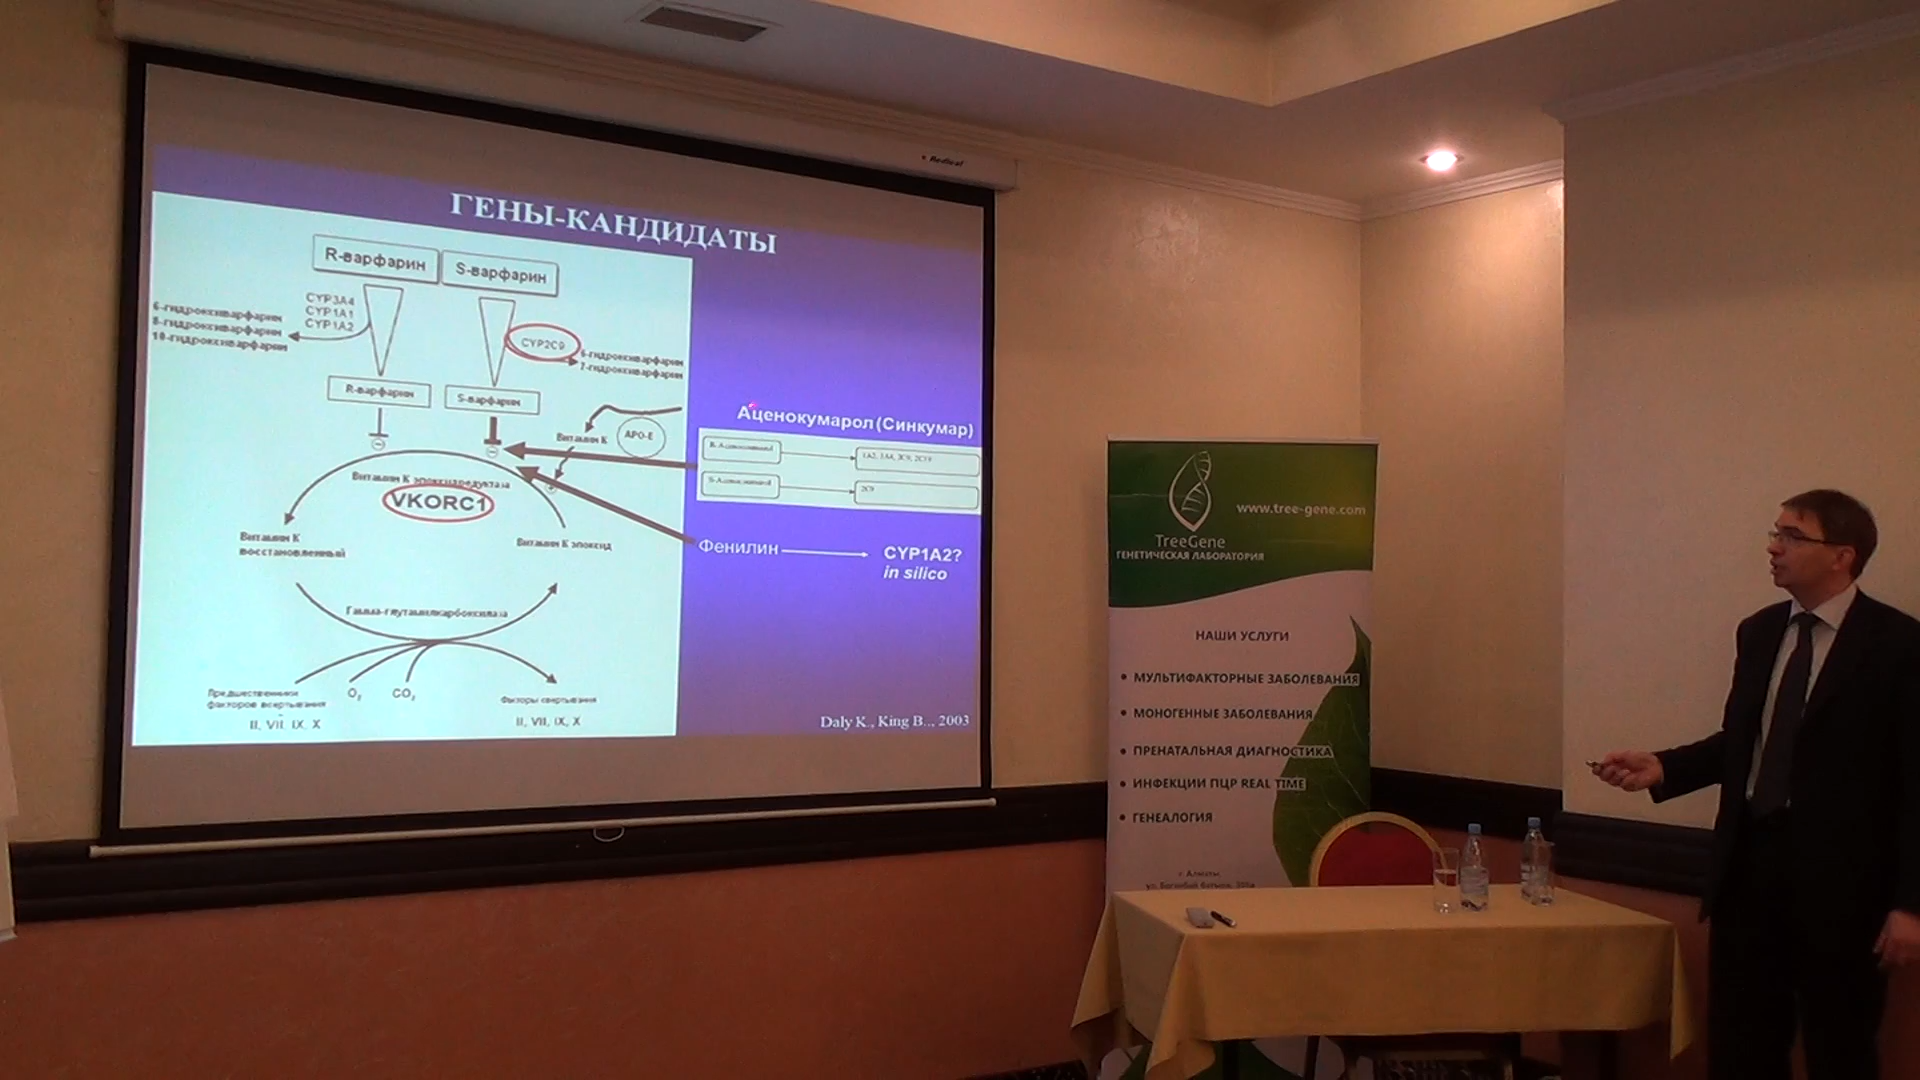 Redleaf
ГЕНЫ-КАНДИДАТЫ
R-варфарин
S-варфарин
CYP3A4
CYP1A1
CYP1A2
6-гидроксиварфарин
8-гидроксиварфарин
10-гидроксиварфарин
CYP2C9
6-гидроксиварфарин
7-гидроксиварфарин
R-варфарин
S-варфарин
Витамин К
APO-E
Витамин К эпоксидредуктаза
VKORC1
Витамин К
восстановленный
Витамин К эпоксид
Гамма-глутамилкарбоксилаза
Предшественники
факторов свертывания
II, VII, IX, X
O2
CO2
Факторы свертывания
II, VII, IX, X
Аценокумарол (Синкумар)
2C9
Фенилин
CYP1A2?
in silico
Daly K., King B.., 2003
www.tree-gene.com
TreeGene
ГЕНЕТИЧЕСКАЯ ЛАБОРАТОРИЯ
НАШИ УСЛУГИ
• МУЛЬТИФАКТОРНЫЕ ЗАБОЛЕВАНИЯ
• МОНОГЕННЫЕ ЗАБОЛЕВАНИЯ
• ПРЕНАТАЛЬНАЯ ДИАГНОСТИКА
• ИНФЕКЦИИ ПЦР REAL TIME
• ГЕНЕАЛОГИЯ
г. Алматы